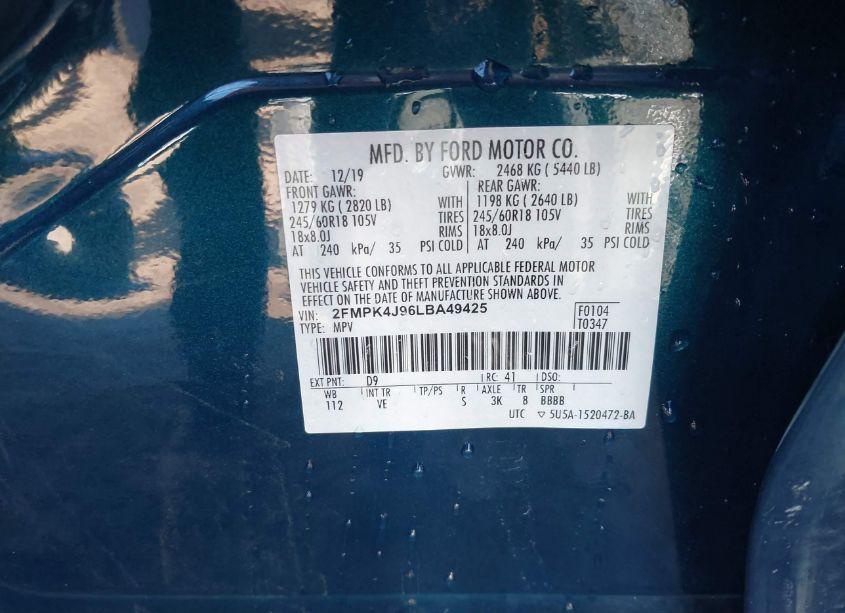 MFD. BY FORD MOTOR CO.
DATE: 12/19 GVWR: 2468 KG ( 5440 LB)
FRONT GAWR: REAR GAWR:
1279 KG ( 2820 LB) WITH 1198 KG ( 2640 LB) WITH
245/60R18 105V TIRES 245/60R18 105V TIRES
18x8.0J RIMS 18x8.0J RIMS
AT 240 kPa/ 35 PSI COLD AT 240 kPa/ 35 PSI COLD
THIS VEHICLE CONFORMS TO ALL APPLICABLE FEDERAL MOTOR
VEHICLE SAFETY AND THEFT PREVENTION STANDARDS IN
EFFECT ON THE DATE OF MANUFACTURE SHOWN ABOVE.
VIN: 2FMPK4J96LBA49425 F0104
TYPE: MPV T0347
EXT PNT: D9 RC: 41 DSO:
WB INT TR TP/PS R AXLE TR SPR
112 VE S 3K 8 BBBB
UTC ▽ 5U5A-1520472-BA